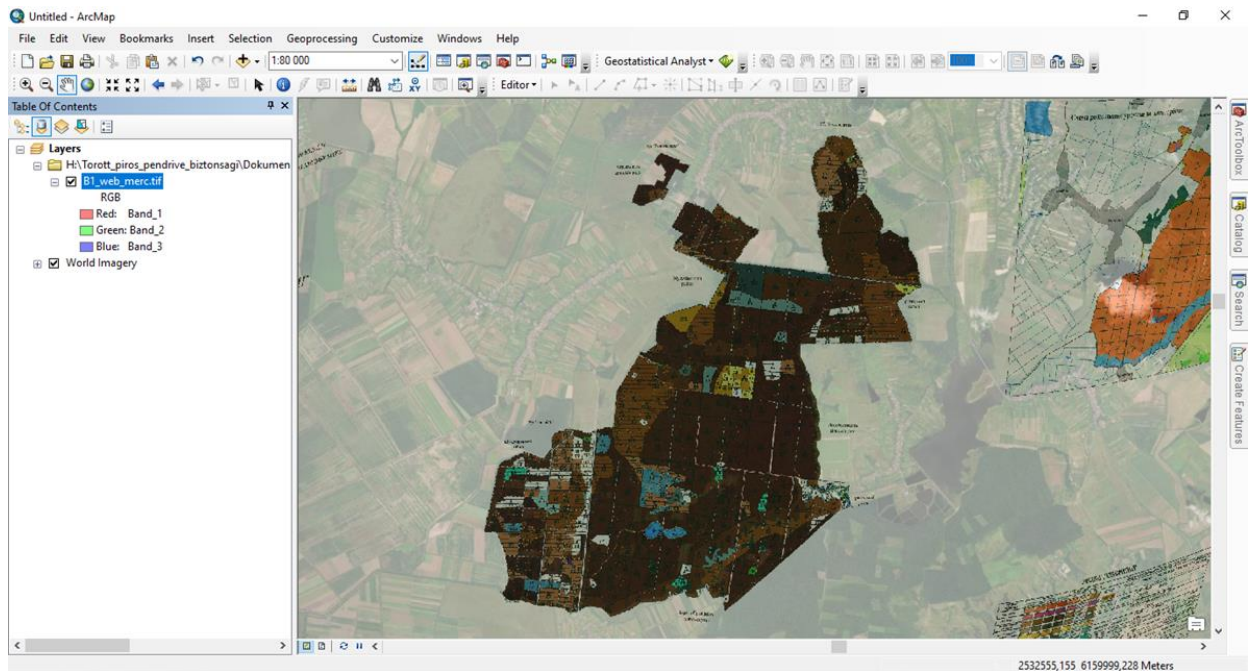 Untitled - ArcMap
File Edit View Bookmarks Insert Selection Geoprocessing Customize Windows Help
1:80 000
Geostatistical Analyst
Editor
Table Of Contents
Layers
H:\Torott_piros_pendrive_biztonsagi\Dokumen
B1_web_merc.tif
RGB
Red: Band_1
Green: Band_2
Blue: Band_3
World Imagery
ArcToolbox
Catalog
Search
Create Features
2532555,155 6159999,228 Meters